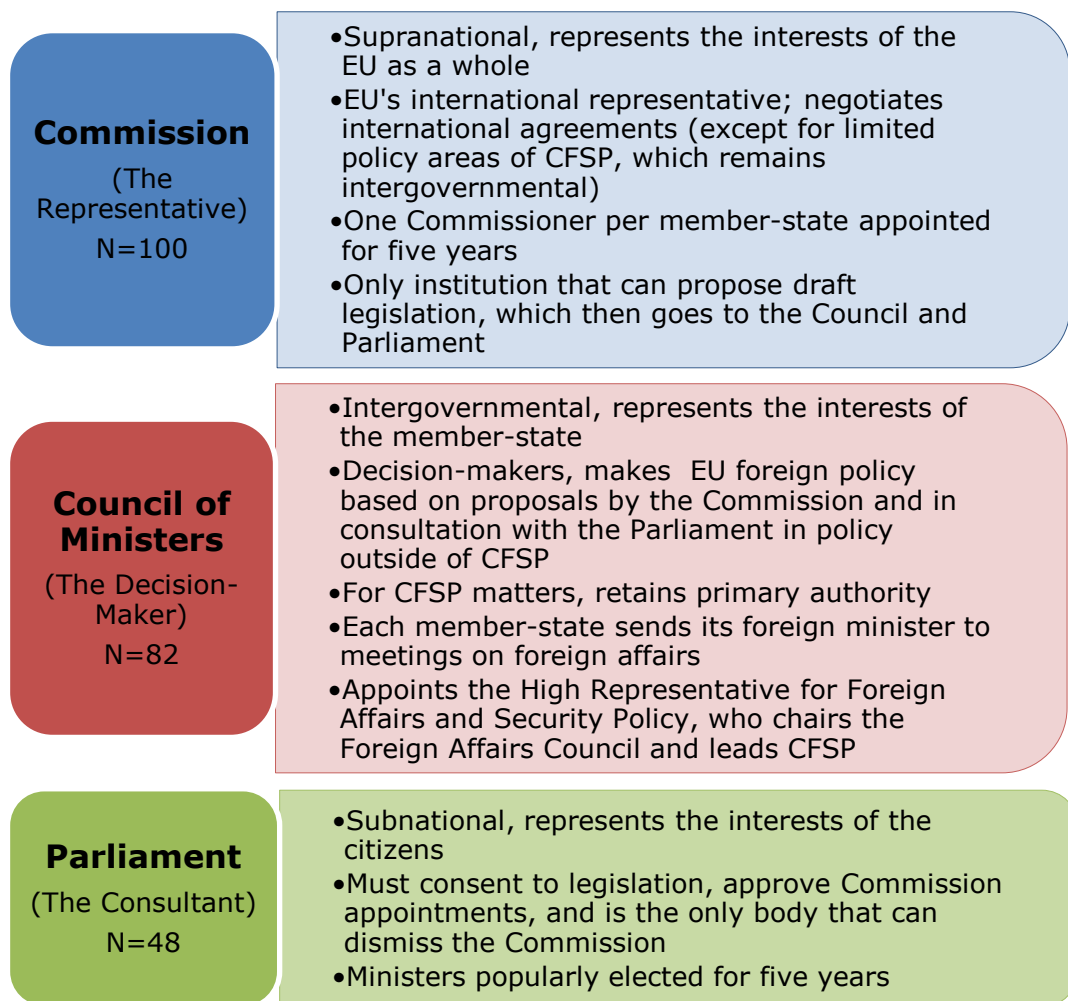 Commission
(The
Representative)
N=100
•Supranational, represents the interests of the
EU as a whole
•EU's international representative; negotiates
international agreements (except for limited
policy areas of CFSP, which remains
intergovernmental)
•One Commissioner per member-state appointed
for five years
•Only institution that can propose draft
legislation, which then goes to the Council and
Parliament
Council of
Ministers
(The Decision-
Maker)
N=82
•Intergovernmental, represents the interests of
the member-state
•Decision-makers, makes  EU foreign policy
based on proposals by the Commission and in
consultation with the Parliament in policy
outside of CFSP
•For CFSP matters, retains primary authority
•Each member-state sends its foreign minister to
meetings on foreign affairs
•Appoints the High Representative for Foreign
Affairs and Security Policy, who chairs the
Foreign Affairs Council and leads CFSP
Parliament
(The Consultant)
N=48
•Subnational, represents the interests of the
citizens
•Must consent to legislation, approve Commission
appointments, and is the only body that can
dismiss the Commission
•Ministers popularly elected for five years